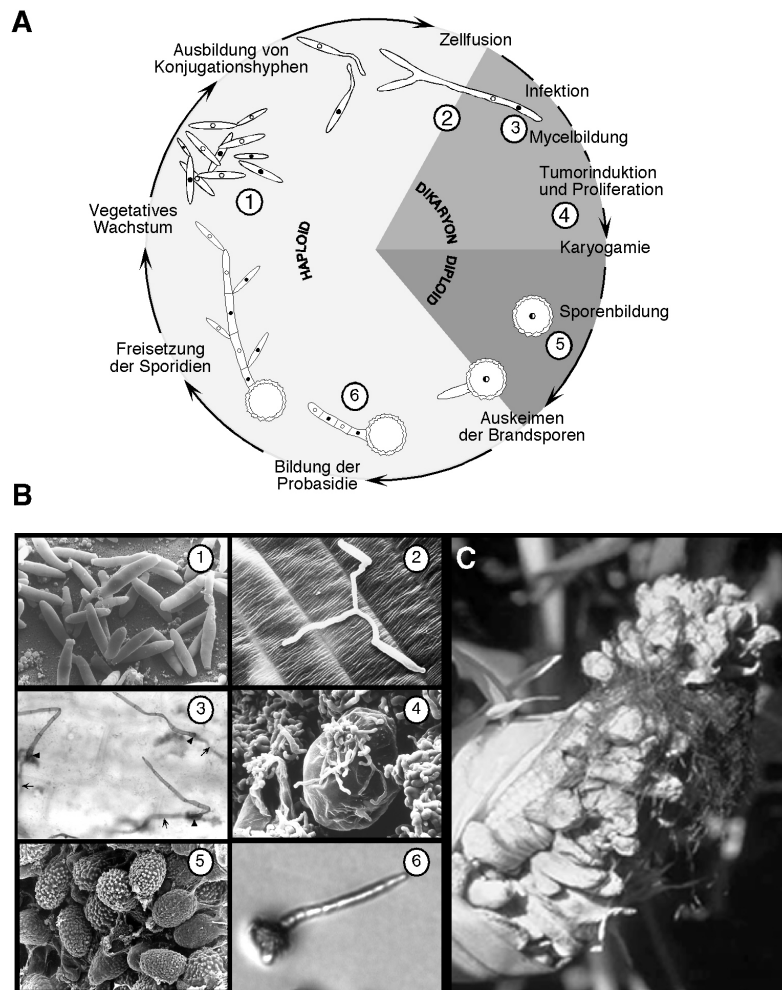 A
Ausbildung von
Konjugationshyphen
Zellfusion
Infektion
2
3
Mycelbildung
Tumorinduktion
und Proliferation
4
DIKARYON
Karyogamie
DIPLOID
HAPLOID
1
Vegetatives
Wachstum
Sporenbildung
5
Freisetzung
der Sporidien
6
Auskeimen
der Brandsporen
Bildung der
Probasidie
B
1
2
C
3
4
5
6